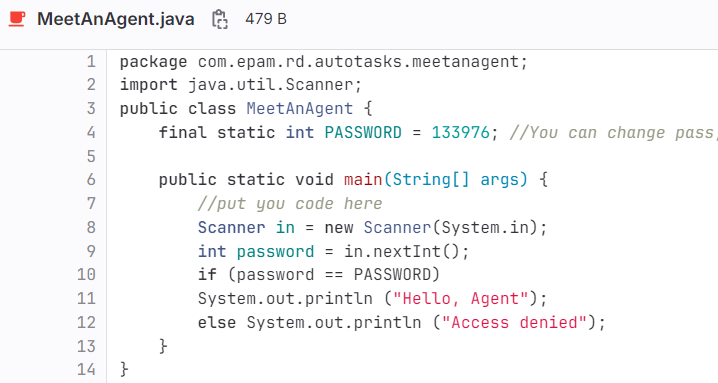 MeetAnAgent.java 479 B
1 package com.epam.rd.autotasks.meetanagent;
2 import java.util.Scanner;
3 public class MeetAnAgent {
4     final static int PASSWORD = 133976; //You can change pass,
5
6     public static void main(String[] args) {
7         //put you code here
8         Scanner in = new Scanner(System.in);
9         int password = in.nextInt();
10         if (password == PASSWORD)
11         System.out.println ("Hello, Agent");
12         else System.out.println ("Access denied");
13     }
14 }